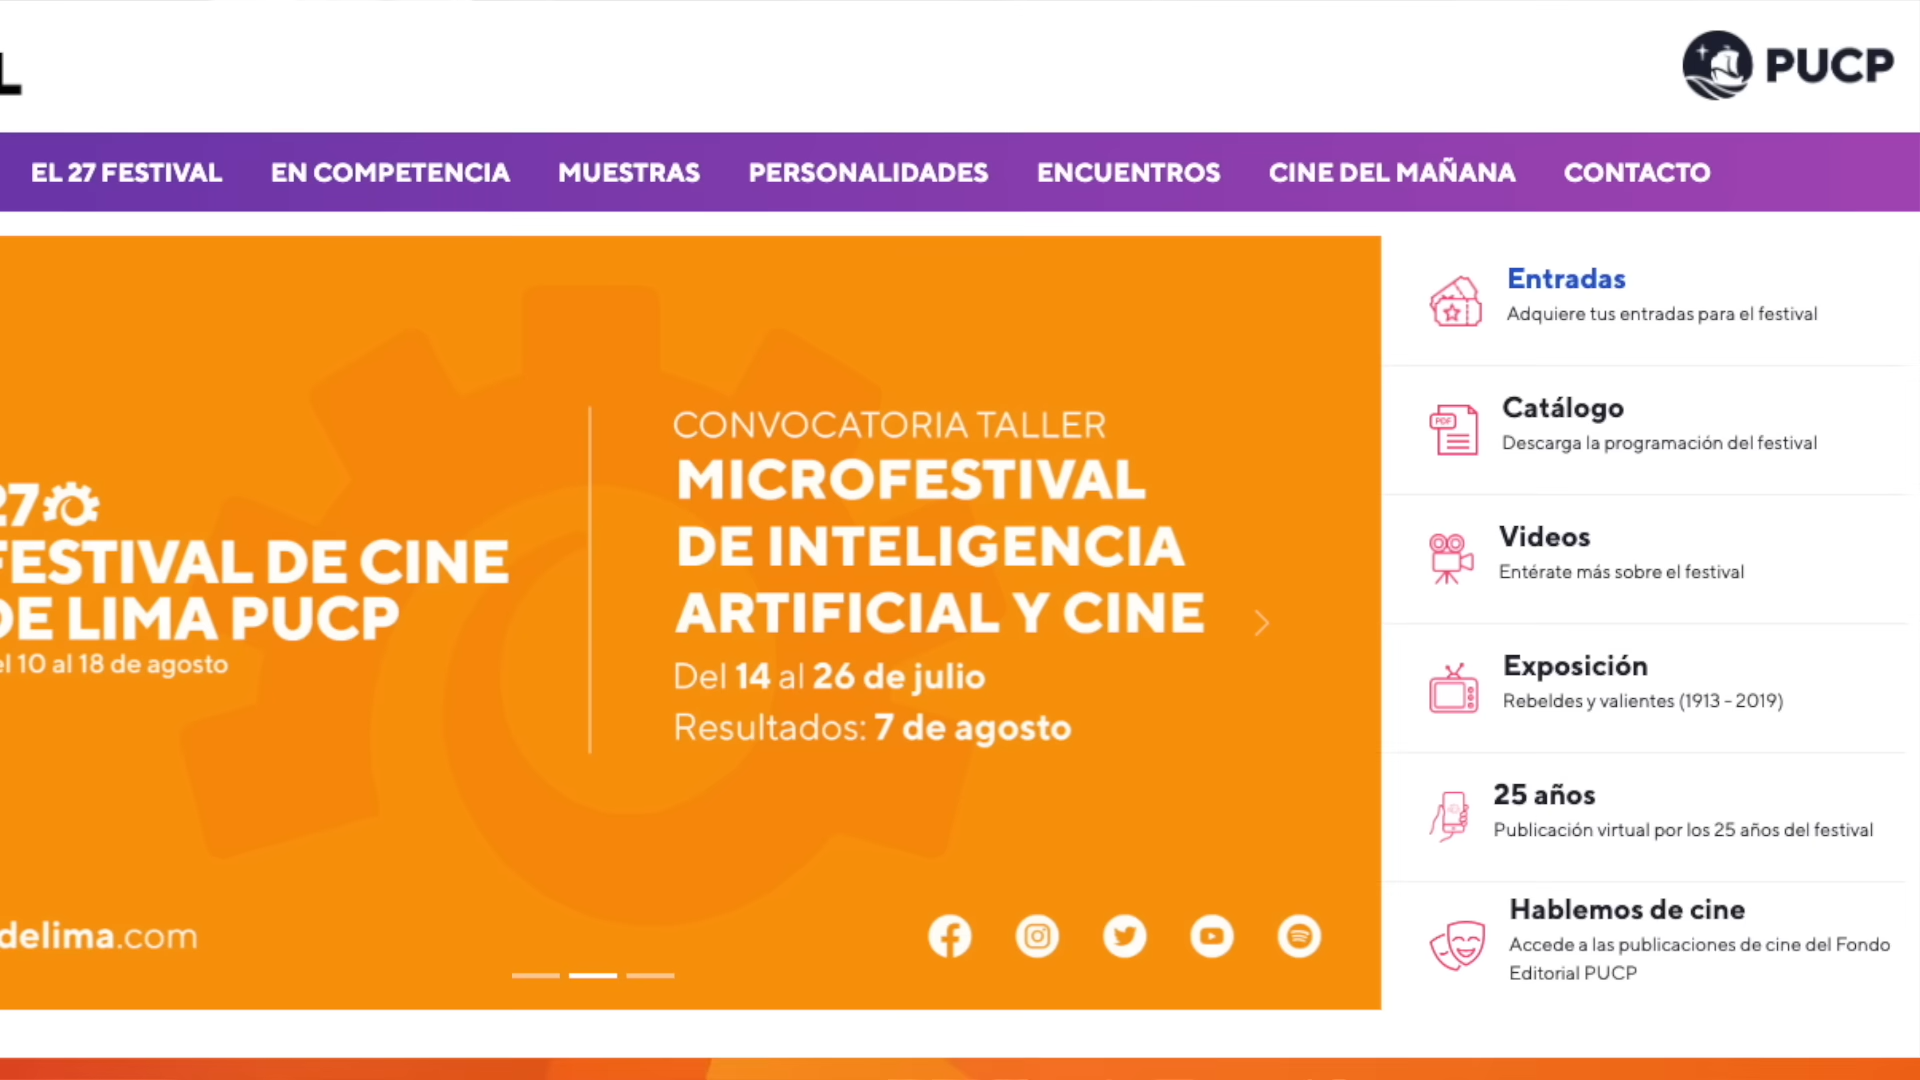 L
PUCP
EL 27 FESTIVAL EN COMPETENCIA MUESTRAS PERSONALIDADES ENCUENTROS CINE DEL MAÑANA CONTACTO
27
FESTIVAL DE CINE
DE LIMA PUCP
el 10 al 18 de agosto
delima.com
CONVOCATORIA TALLER
MICROFESTIVAL
DE INTELIGENCIA
ARTIFICIAL Y CINE
Del 14 al 26 de julio
Resultados: 7 de agosto
Entradas
Adquiere tus entradas para el festival
Catálogo
PDF
Descarga la programación del festival
Videos
Entérate más sobre el festival
Exposición
Rebeldes y valientes (1913 - 2019)
25 años
Publicación virtual por los 25 años del festival
Hablemos de cine
Accede a las publicaciones de cine del Fondo
Editorial PUCP